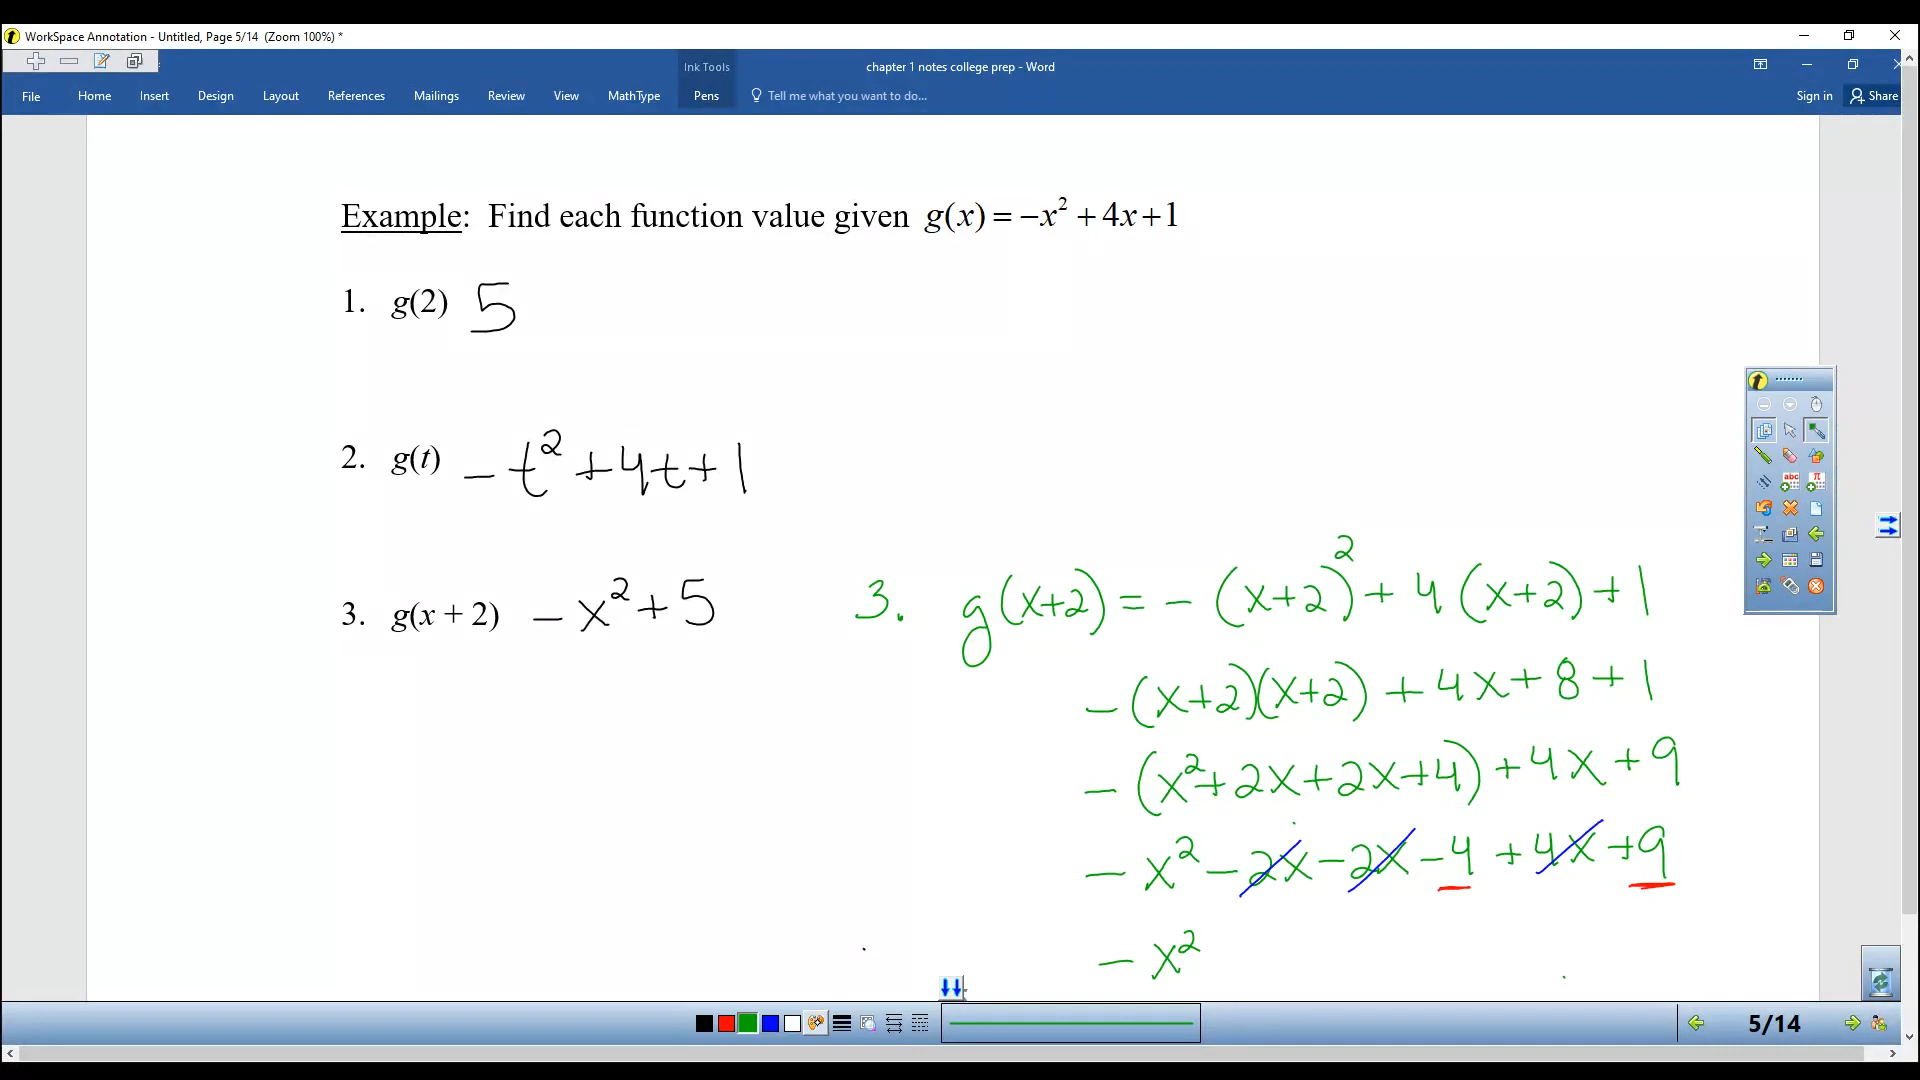 WorkSpace Annotation - Untitled, Page 5/14 (Zoom 100%) *
Ink Tools
chapter 1 notes college prep - Word
File Home Insert Design Layout References Mailings Review View MathType Pens Tell me what you want to do... Sign in Share
Example: Find each function value given g(x) = −x² + 4x + 1
1. g(2) 5
2. g(t) − t² + 4t + 1
3. g(x + 2) − x² + 5
3. g(x+2) = − (x+2)² + 4(x+2) + 1
− (x+2)(x+2) + 4x + 8 + 1
− (x² + 2x + 2x + 4) + 4x + 9
− x² − 2x − 2x − 4 + 4x + 9
− x²
abc
π
5/14